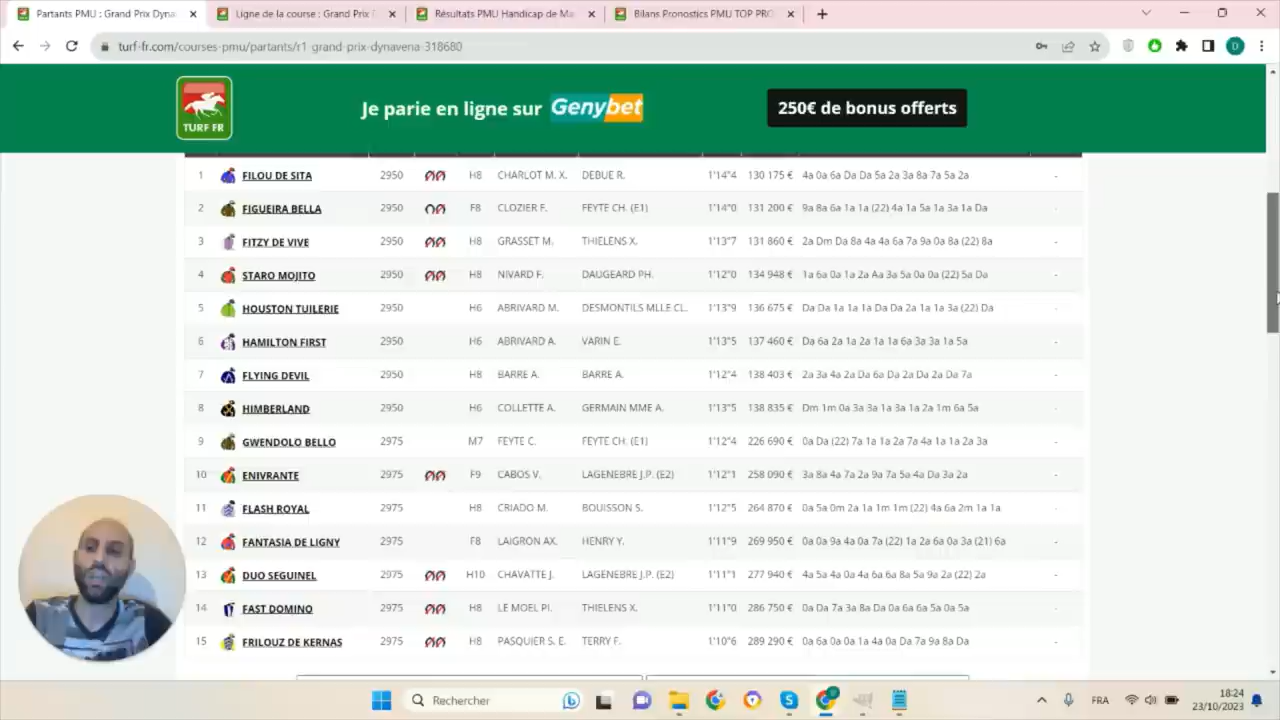 Partants PMU : Grand Prix Dyna
Ligne de la course : Grand Prix
Résultats PMU Handicap de Ma
Bilans Pronostics PMU TOP PRO
turf-fr.com/courses-pmu/partants/r1-grand-prix-dynavena-318680
D
TURF FR
Je parie en ligne sur Genybet
250€ de bonus offerts
1 FILOU DE SITA 2950 H8 CHARLOT M. X. DEBUE R. 1'14"4 130 175 € 4a 0a 6a Da Da 5a 2a 3a 8a 7a 5a 2a -
2 FIGUEIRA BELLA 2950 F8 CLOZIER F. FEYTE CH. (E1) 1'14"0 131 200 € 9a 8a 6a 1a 1a (22) 4a 1a 5a 1a 3a 1a Da -
3 FITZY DE VIVE 2950 H8 GRASSET M. THIELENS X. 1'13"7 131 860 € 2a Dm Da 8a 4a 4a 6a 7a 9a 0a 8a (22) 8a -
4 STARO MOJITO 2950 H8 NIVARD F. DAUGEARD PH. 1'12"0 134 948 € 1a 6a 0a 1a 2a Aa 3a 5a 0a 0a (22) 5a Da -
5 HOUSTON TUILERIE 2950 H6 ABRIVARD M. DESMONTILS MLLE CL. 1'13"9 136 675 € Da Da 1a 1a 1a Da Da 2a 1a 1a 3a (22) Da -
6 HAMILTON FIRST 2950 H6 ABRIVARD A. VARIN E. 1'13"5 137 460 € Da 6a 2a 1a 2a 1a 1a 6a 3a 3a 1a 5a -
7 FLYING DEVIL 2950 H8 BARRE A. BARRE A. 1'12"4 138 403 € 2a 3a 4a 2a Da 6a Da 2a Da 2a Da 7a -
8 HIMBERLAND 2950 H6 COLLETTE A. GERMAIN MME A. 1'13"5 138 835 € Dm 1m 0a 3a 3a 1a 3a 1a 2a 1m 6a 5a -
9 GWENDOLO BELLO 2975 M7 FEYTE C. FEYTE CH. (E1) 1'12"4 226 690 € 0a Da (22) 7a 1a 1a 2a 7a 4a 1a 1a 2a 3a -
10 ENIVRANTE 2975 F9 CABOS V. LAGENEBRE J.P. (E2) 1'12"1 258 090 € 3a 8a 4a 7a 2a 9a 7a 5a 4a Da 3a 2a -
11 FLASH ROYAL 2975 H8 CRIADO M. BOUISSON S. 1'12"5 264 870 € 0a 5a 0m 2a 1a 1m 1m (22) 4a 6a 2m 1a 1a -
12 FANTASIA DE LIGNY 2975 F8 LAIGRON AX. HENRY Y. 1'11"9 269 950 € 0a 0a 9a 4a 0a 7a (22) 1a 2a 6a 0a 3a (21) 6a -
13 DUO SEGUINEL 2975 H10 CHAVATTE J. LAGENEBRE J.P. (E2) 1'11"1 277 940 € 4a 5a 4a 0a 4a 6a 6a 8a 5a 9a 2a (22) 2a -
14 FAST DOMINO 2975 H8 LE MOEL PI. THIELENS X. 1'11"0 286 750 € 0a Da 7a 3a 8a Da 0a 6a 6a 5a 0a 5a -
15 FRILOUZ DE KERNAS 2975 H8 PASQUIER S. E. TERRY F. 1'10"6 289 290 € 0a 6a 0a 0a 1a 4a 0a Da 7a 9a 8a Da -
Rechercher
FRA
18:24
23/10/2023